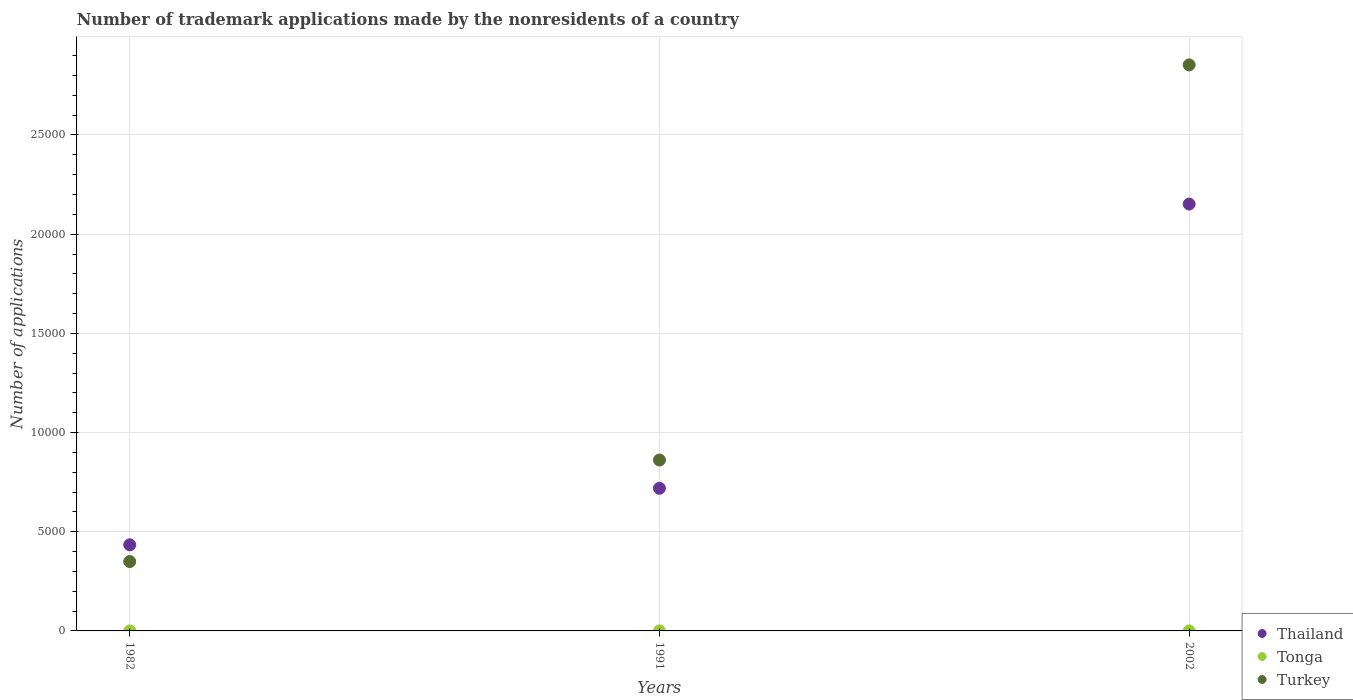 Number of trademark applications made by the nonresidents of a country
Number of applications
25000
20000
15000
10000
5000
0
1982
1991
2002
Years
Thailand
Tonga
Turkey